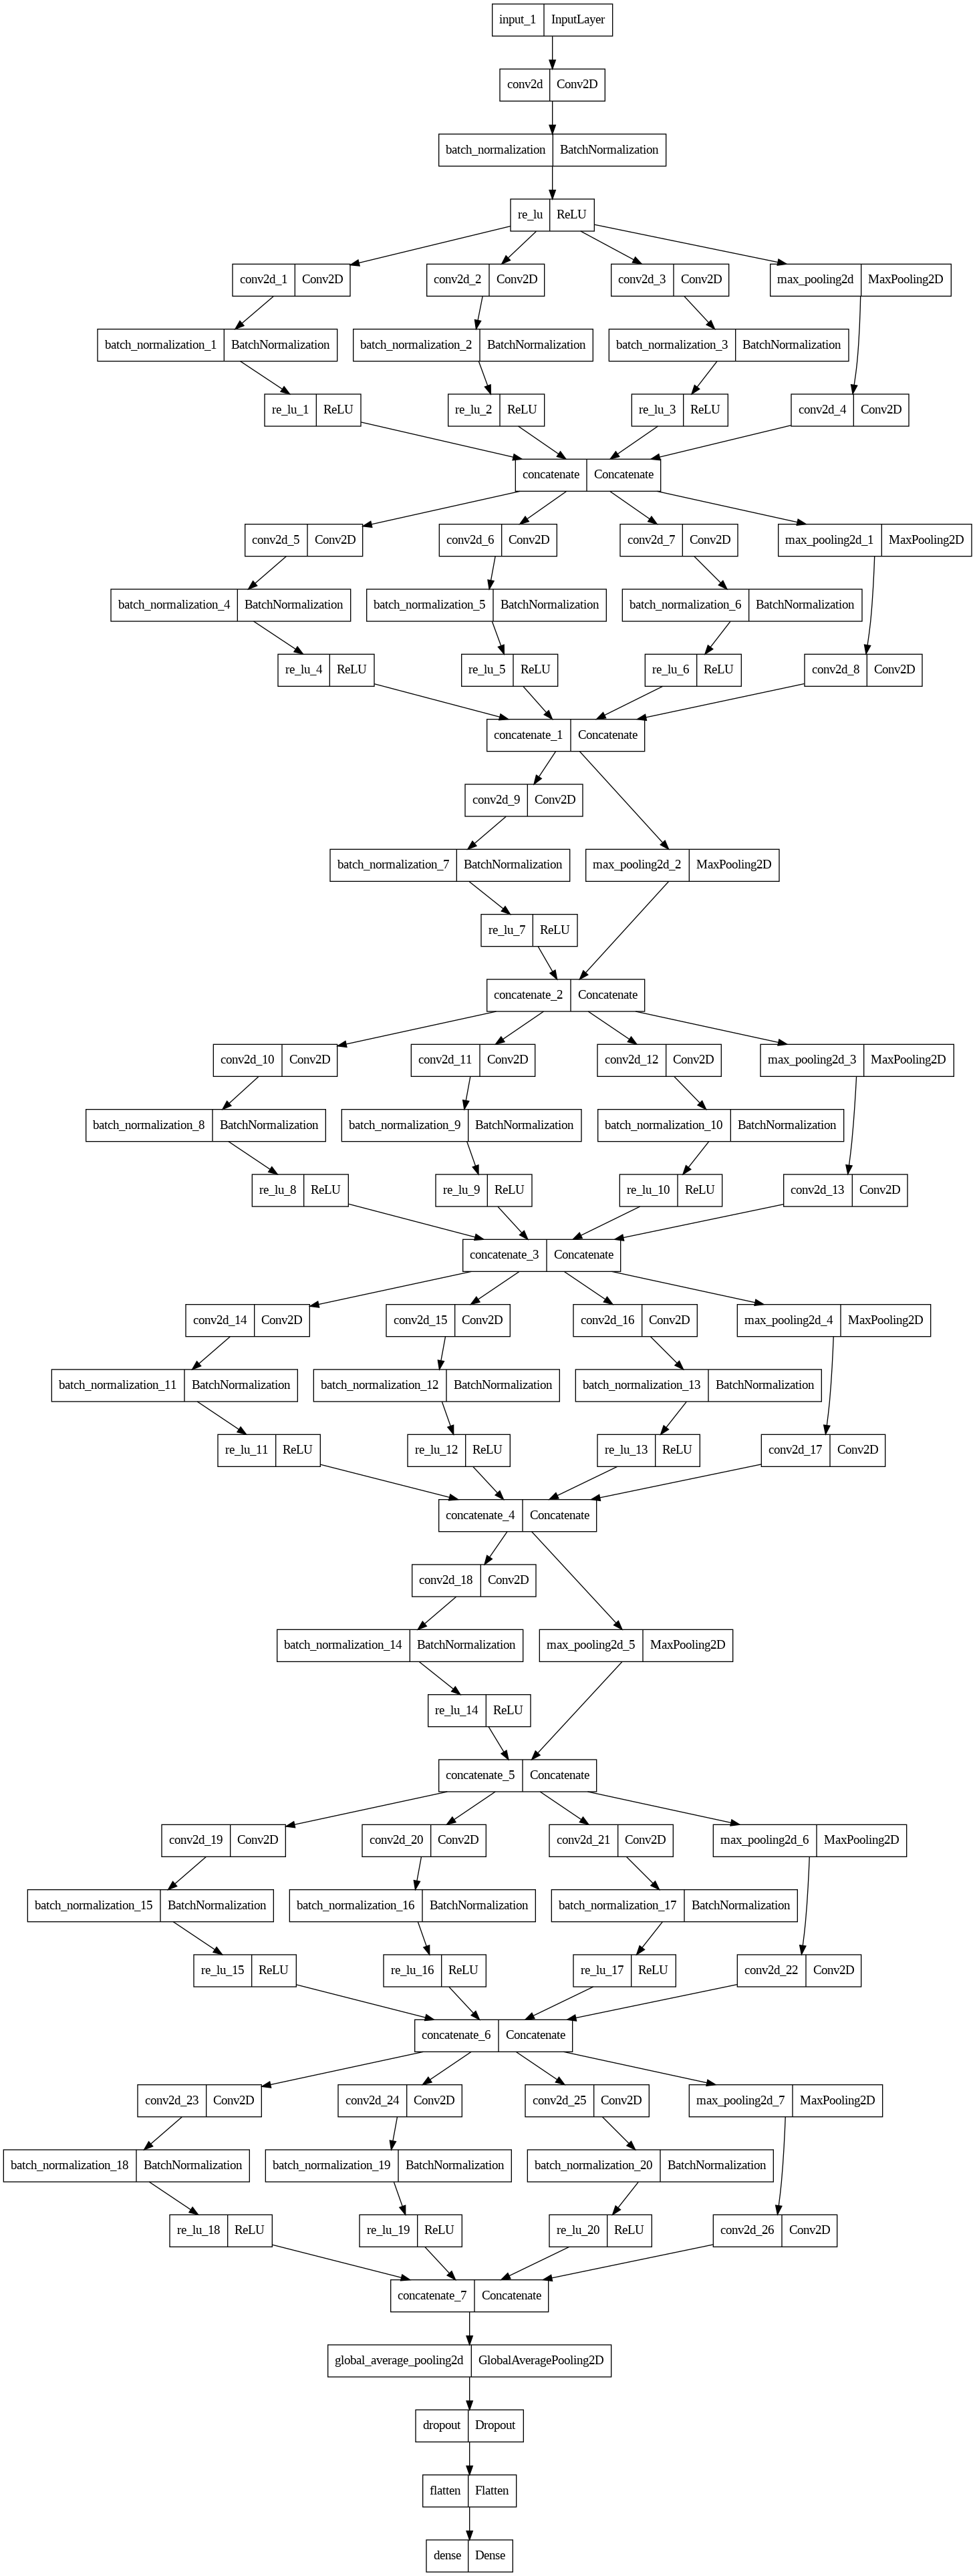 input_1 InputLayer
conv2d Conv2D
batch_normalization BatchNormalization
re_lu ReLU
conv2d_1 Conv2D conv2d_2 Conv2D conv2d_3 Conv2D max_pooling2d MaxPooling2D
batch_normalization_1 BatchNormalization batch_normalization_2 BatchNormalization batch_normalization_3 BatchNormalization
re_lu_1 ReLU re_lu_2 ReLU re_lu_3 ReLU conv2d_4 Conv2D
concatenate Concatenate
conv2d_5 Conv2D conv2d_6 Conv2D conv2d_7 Conv2D max_pooling2d_1 MaxPooling2D
batch_normalization_4 BatchNormalization batch_normalization_5 BatchNormalization batch_normalization_6 BatchNormalization
re_lu_4 ReLU re_lu_5 ReLU re_lu_6 ReLU conv2d_8 Conv2D
concatenate_1 Concatenate
conv2d_9 Conv2D
batch_normalization_7 BatchNormalization max_pooling2d_2 MaxPooling2D
re_lu_7 ReLU
concatenate_2 Concatenate
conv2d_10 Conv2D conv2d_11 Conv2D conv2d_12 Conv2D max_pooling2d_3 MaxPooling2D
batch_normalization_8 BatchNormalization batch_normalization_9 BatchNormalization batch_normalization_10 BatchNormalization
re_lu_8 ReLU re_lu_9 ReLU re_lu_10 ReLU conv2d_13 Conv2D
concatenate_3 Concatenate
conv2d_14 Conv2D conv2d_15 Conv2D conv2d_16 Conv2D max_pooling2d_4 MaxPooling2D
batch_normalization_11 BatchNormalization batch_normalization_12 BatchNormalization batch_normalization_13 BatchNormalization
re_lu_11 ReLU re_lu_12 ReLU re_lu_13 ReLU conv2d_17 Conv2D
concatenate_4 Concatenate
conv2d_18 Conv2D
batch_normalization_14 BatchNormalization max_pooling2d_5 MaxPooling2D
re_lu_14 ReLU
concatenate_5 Concatenate
conv2d_19 Conv2D conv2d_20 Conv2D conv2d_21 Conv2D max_pooling2d_6 MaxPooling2D
batch_normalization_15 BatchNormalization batch_normalization_16 BatchNormalization batch_normalization_17 BatchNormalization
re_lu_15 ReLU re_lu_16 ReLU re_lu_17 ReLU conv2d_22 Conv2D
concatenate_6 Concatenate
conv2d_23 Conv2D conv2d_24 Conv2D conv2d_25 Conv2D max_pooling2d_7 MaxPooling2D
batch_normalization_18 BatchNormalization batch_normalization_19 BatchNormalization batch_normalization_20 BatchNormalization
re_lu_18 ReLU re_lu_19 ReLU re_lu_20 ReLU conv2d_26 Conv2D
concatenate_7 Concatenate
global_average_pooling2d GlobalAveragePooling2D
dropout Dropout
flatten Flatten
dense Dense